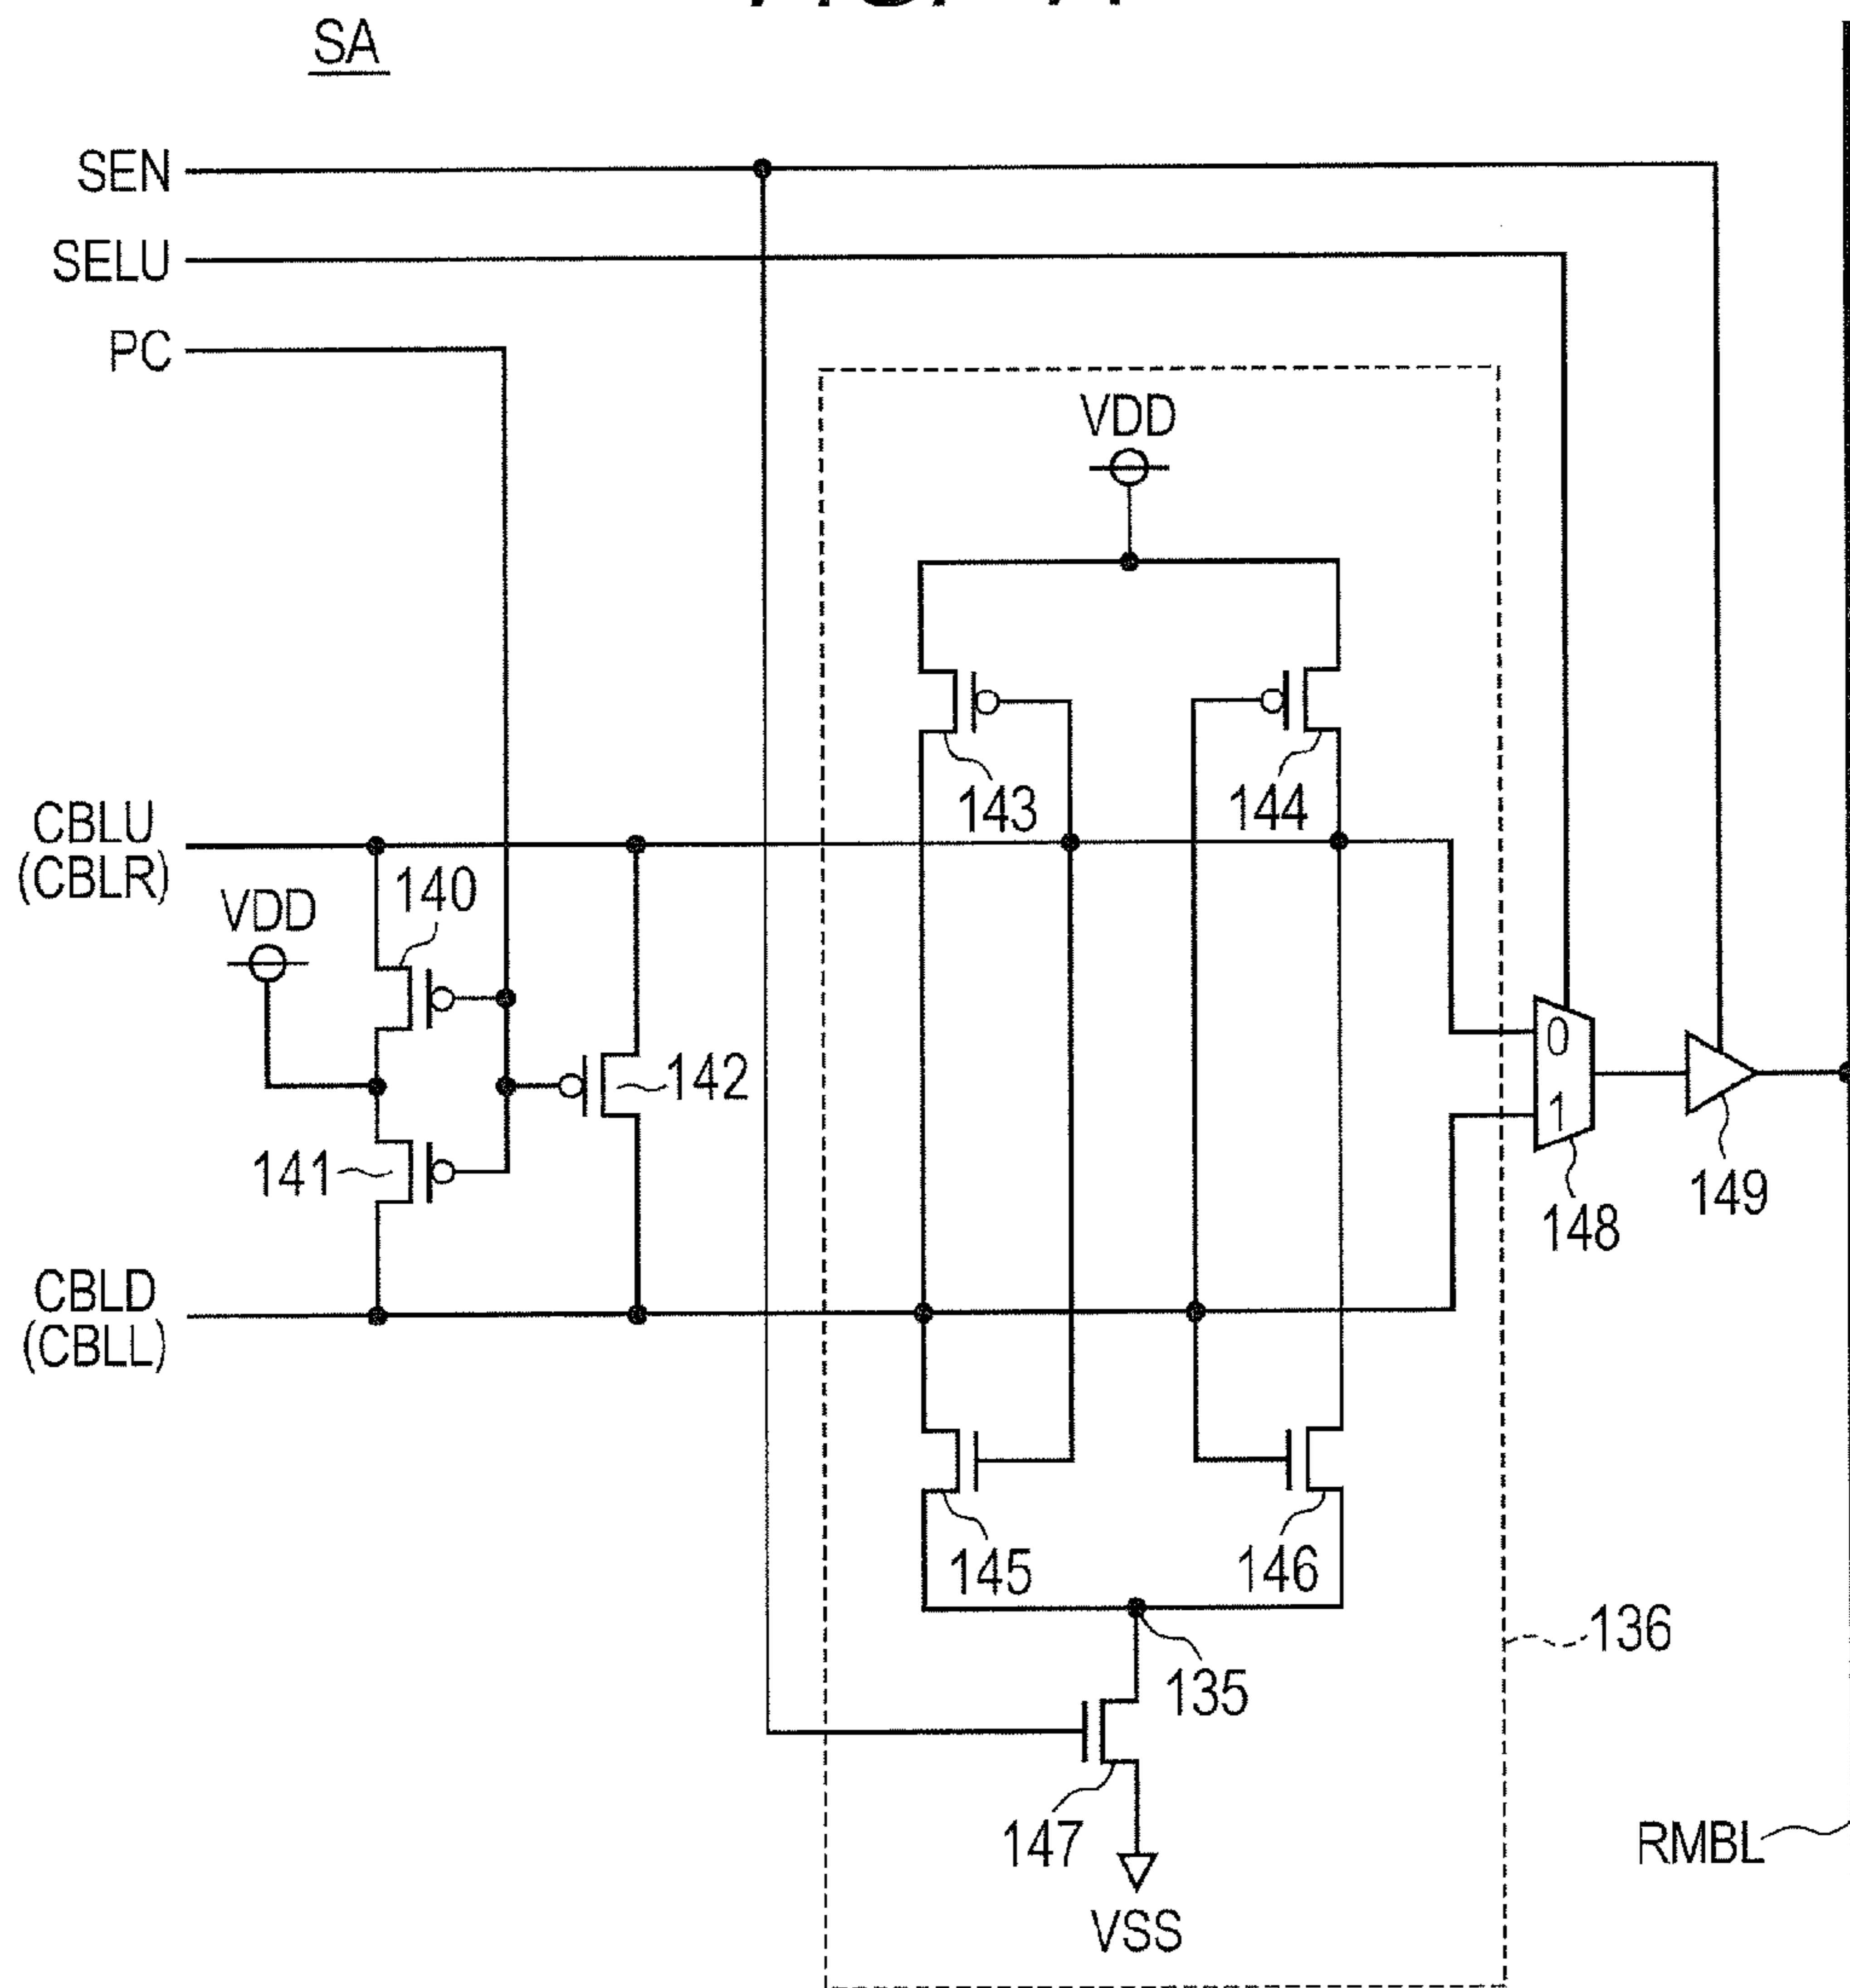 SA
SEN
SELU
PC
VDD
143
144
CBLU
(CBLR)
140
VDD
142
141
148
149
0
1
CBLD
(CBLL)
145
146
136
135
147
RMBL
VSS